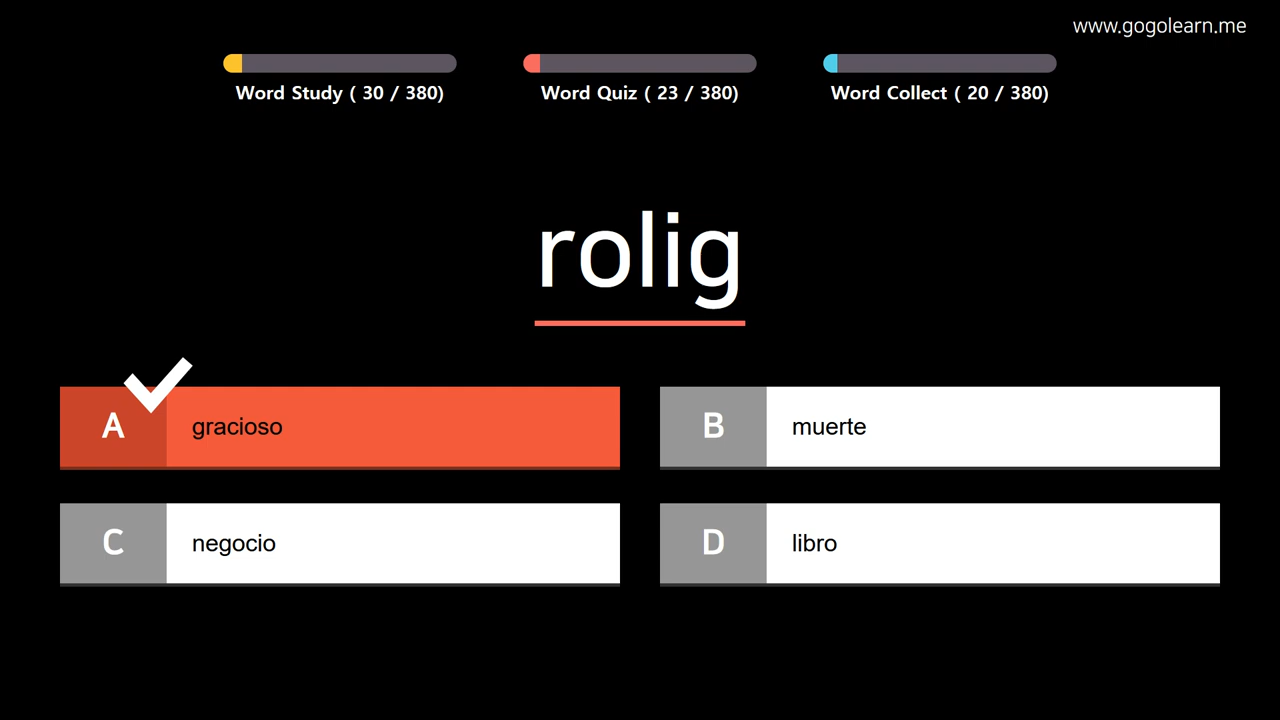 www.gogolearn.me
Word Study ( 30 / 380)
Word Quiz ( 23 / 380)
Word Collect ( 20 / 380)
rolig
A gracioso
B muerte
C negocio
D libro